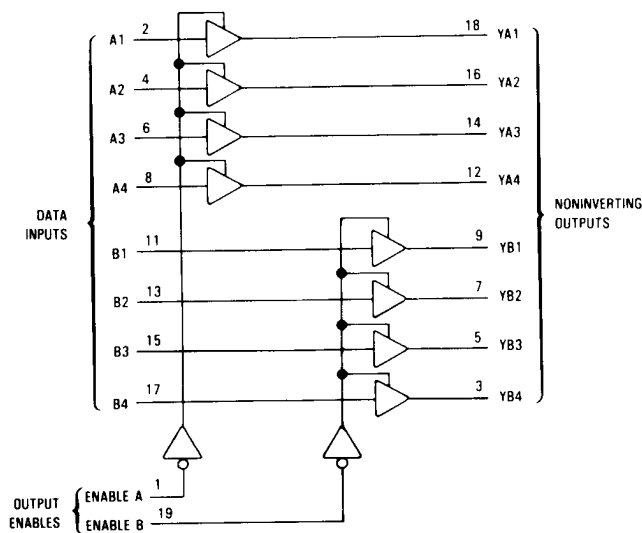 A1 2 18 YA1
A2 4 16 YA2
A3 6 14 YA3
A4 8 12 YA4
DATA
INPUTS
NONINVERTING
OUTPUTS
B1 11 9 YB1
B2 13 7 YB2
B3 15 5 YB3
B4 17 3 YB4
OUTPUT
ENABLES
ENABLE A 1
ENABLE B 19